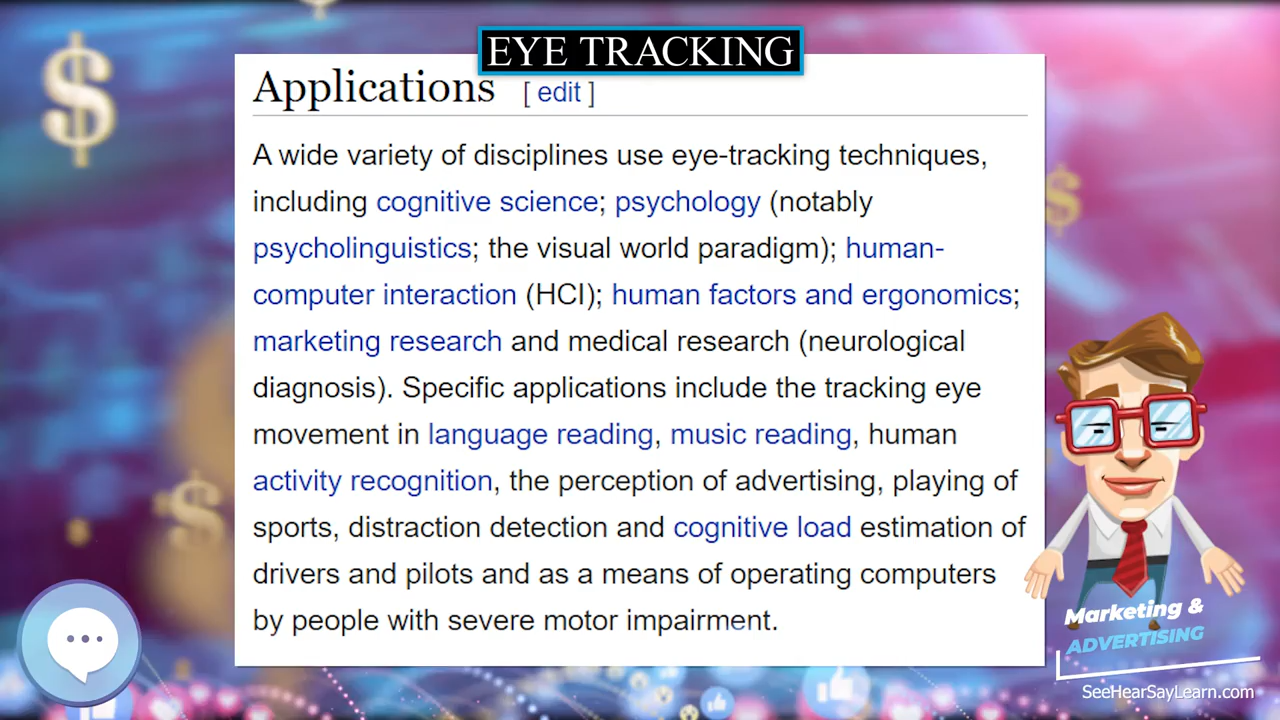 EYE TRACKING
Applications [ edit ]
A wide variety of disciplines use eye-tracking techniques,
including cognitive science; psychology (notably
psycholinguistics; the visual world paradigm); human-
computer interaction (HCI); human factors and ergonomics;
marketing research and medical research (neurological
diagnosis). Specific applications include the tracking eye
movement in language reading, music reading, human
activity recognition, the perception of advertising, playing of
sports, distraction detection and cognitive load estimation of
drivers and pilots and as a means of operating computers
by people with severe motor impairment.
Marketing &
ADVERTISING
SeeHearSayLearn.com